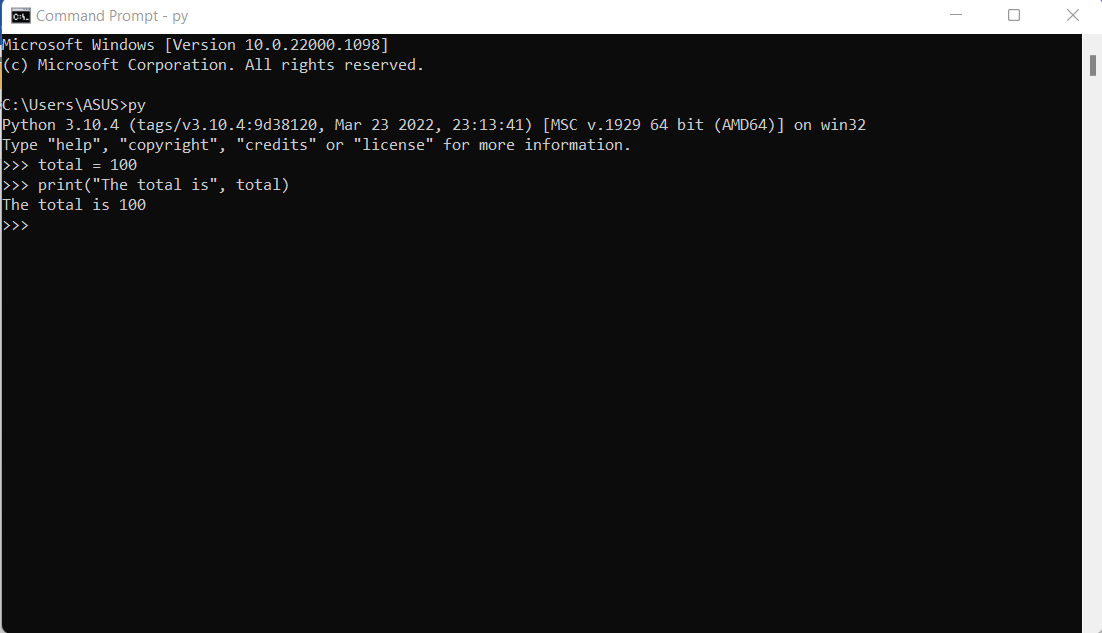 Command Prompt - py
Microsoft Windows [Version 10.0.22000.1098]
(c) Microsoft Corporation. All rights reserved.
C:\Users\ASUS>py
Python 3.10.4 (tags/v3.10.4:9d38120, Mar 23 2022, 23:13:41) [MSC v.1929 64 bit (AMD64)] on win32
Type "help", "copyright", "credits" or "license" for more information.
>>> total = 100
>>> print("The total is", total)
The total is 100
>>>